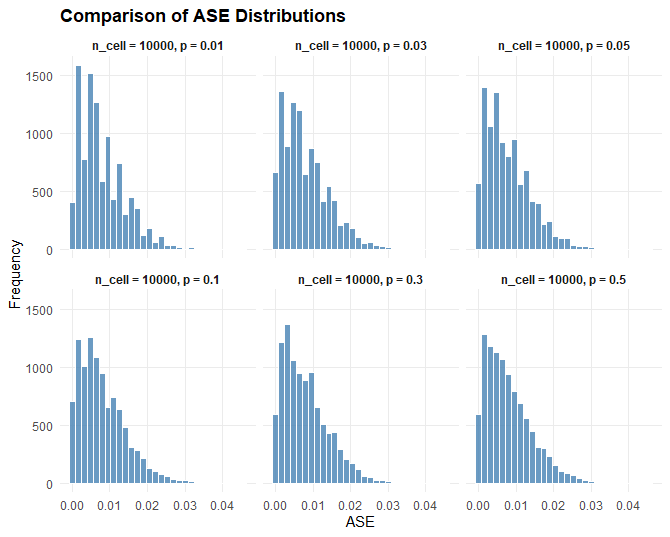 Comparison of ASE Distributions
n_cell = 10000, p = 0.01
n_cell = 10000, p = 0.03
n_cell = 10000, p = 0.05
1500
1000
500
0
Frequency
n_cell = 10000, p = 0.1
n_cell = 10000, p = 0.3
n_cell = 10000, p = 0.5
1500
1000
500
0
0.00 0.01 0.02 0.03 0.04
0.00 0.01 0.02 0.03 0.04
0.00 0.01 0.02 0.03 0.04
ASE